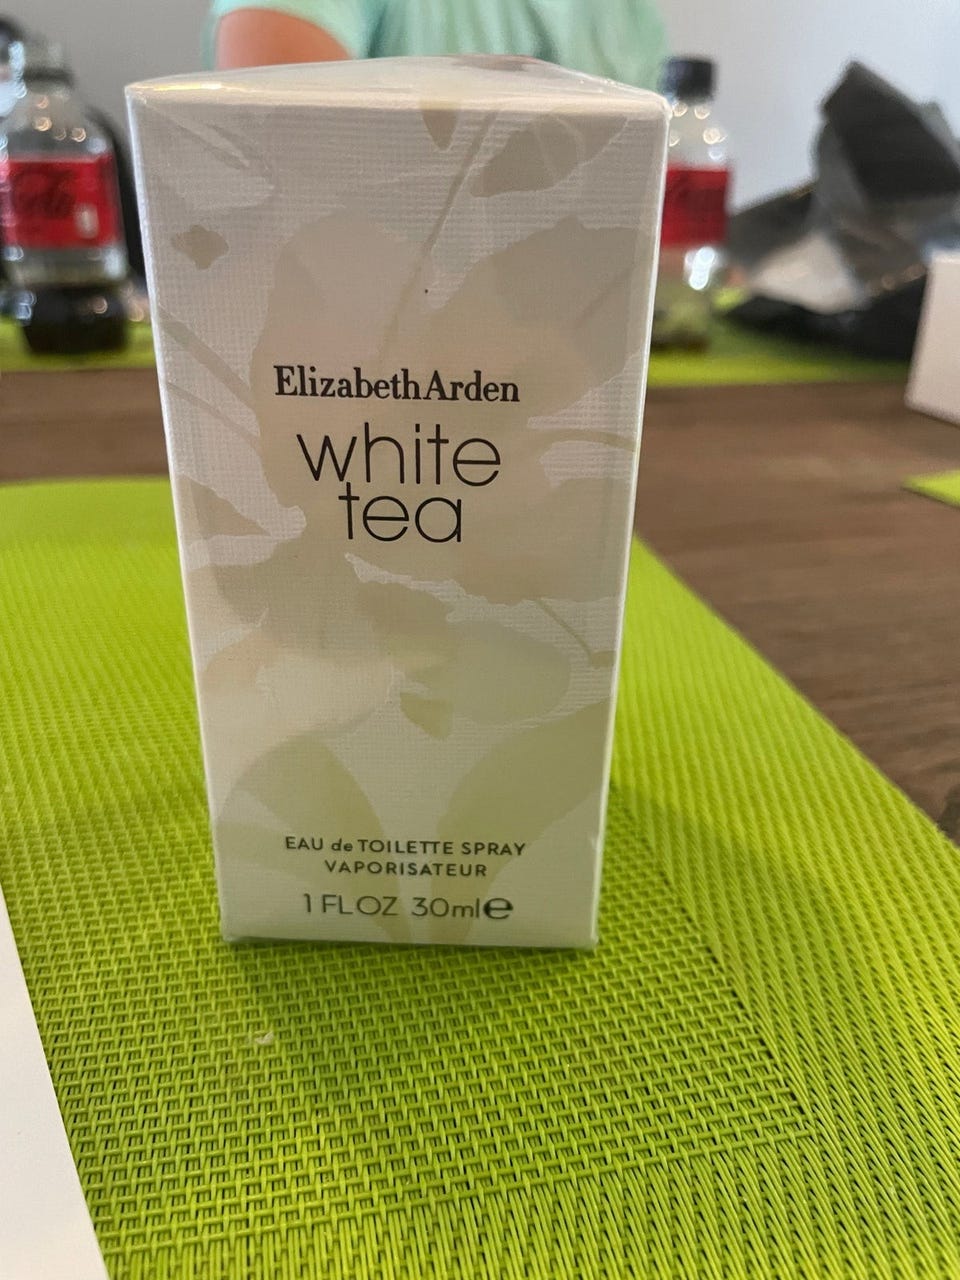 ElizabethArden
white
tea
EAU de TOILETTE SPRAY
VAPORISATEUR
1 FL OZ 30ml e